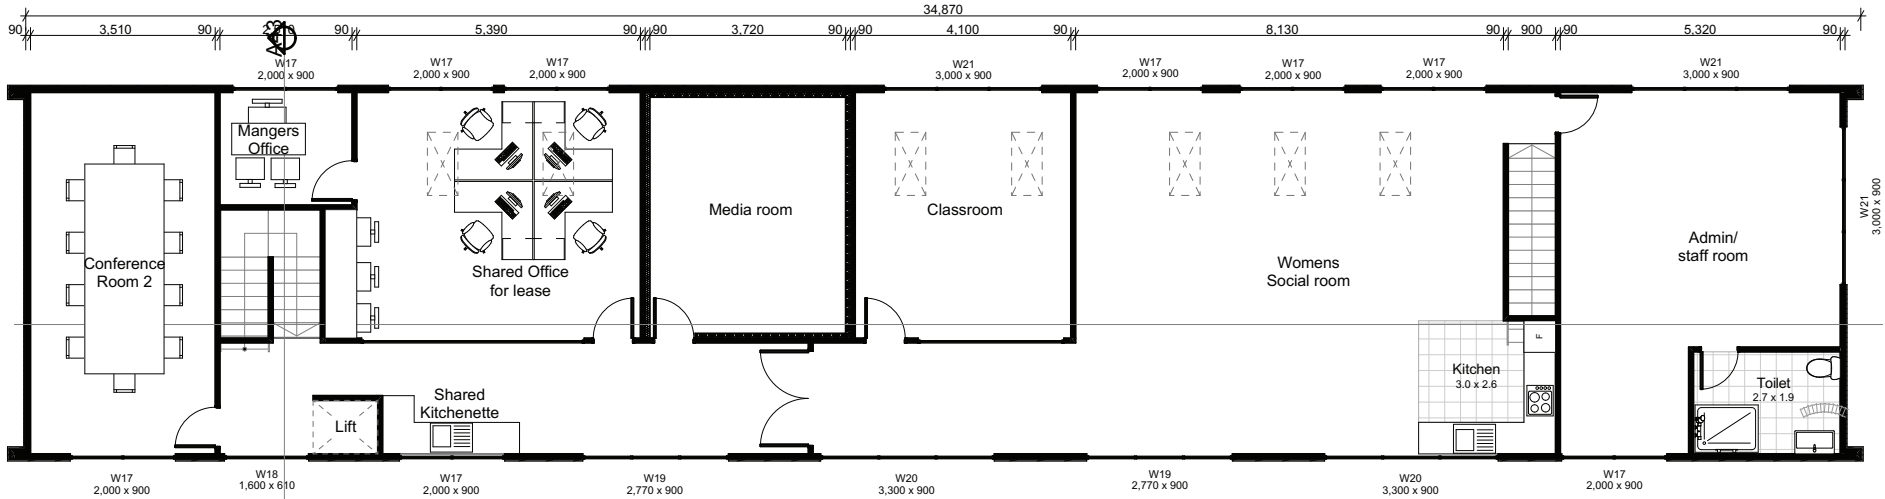 34,870
90
3,510
90
90
5,390
90
90
3,720
90
90
4,100
90
8,130
90
900
90
5,320
90
W17
2,000 x 900
W17
2,000 x 900
W17
2,000 x 900
W21
3,000 x 900
W17
2,000 x 900
W17
2,000 x 900
W17
2,000 x 900
W21
3,000 x 900
Mangers
Office
Conference
Room 2
Shared Office
for lease
Media room
Classroom
Womens
Social room
Admin/
staff room
W21
3,000 x 900
F
Kitchen
3.0 x 2.6
Toilet
2.7 x 1.9
Shared
Kitchenette
Lift
W17
2,000 x 900
W18
1,600 x 610
W17
2,000 x 900
W19
2,770 x 900
W20
3,300 x 900
W19
2,770 x 900
W20
3,300 x 900
W17
2,000 x 900